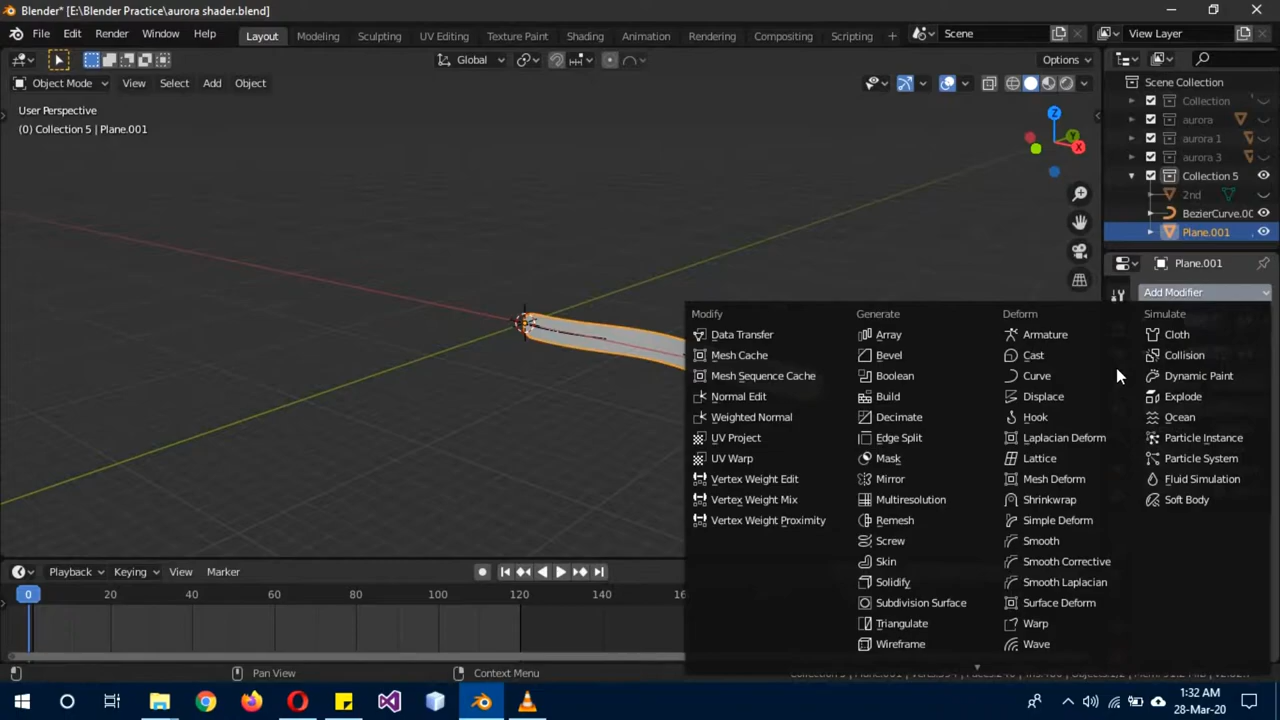 Blender* [E:\Blender Practice\aurora shader.blend]
File Edit Render Window Help Layout Modeling Sculpting UV Editing Texture Paint Shading Animation Rendering Compositing Scripting Scene View Layer
Global Options
Object Mode View Select Add Object
Scene Collection
User Perspective
(0) Collection 5 | Plane.001
Collection
aurora
aurora 1
aurora 3
Collection 5
2nd
BezierCurve.00
Plane.001
Plane.001
Add Modifier
Modify Generate Deform Simulate
Data Transfer Array Armature Cloth
Mesh Cache Bevel Cast Collision
Mesh Sequence Cache Boolean Curve Dynamic Paint
Normal Edit Build Displace Explode
Weighted Normal Decimate Hook Ocean
UV Project Edge Split Laplacian Deform Particle Instance
UV Warp Mask Lattice Particle System
Vertex Weight Edit Mirror Mesh Deform Fluid Simulation
Vertex Weight Mix Multiresolution Shrinkwrap Soft Body
Vertex Weight Proximity Remesh Simple Deform
Screw Smooth
Skin Smooth Corrective
Solidify Smooth Laplacian
Subdivision Surface Surface Deform
Triangulate Warp
Wireframe Wave
Playback Keying View Marker
0 20 40 60 80 100 120 140 160
Pan View Context Menu
X Y Z
1:32 AM
28-Mar-20